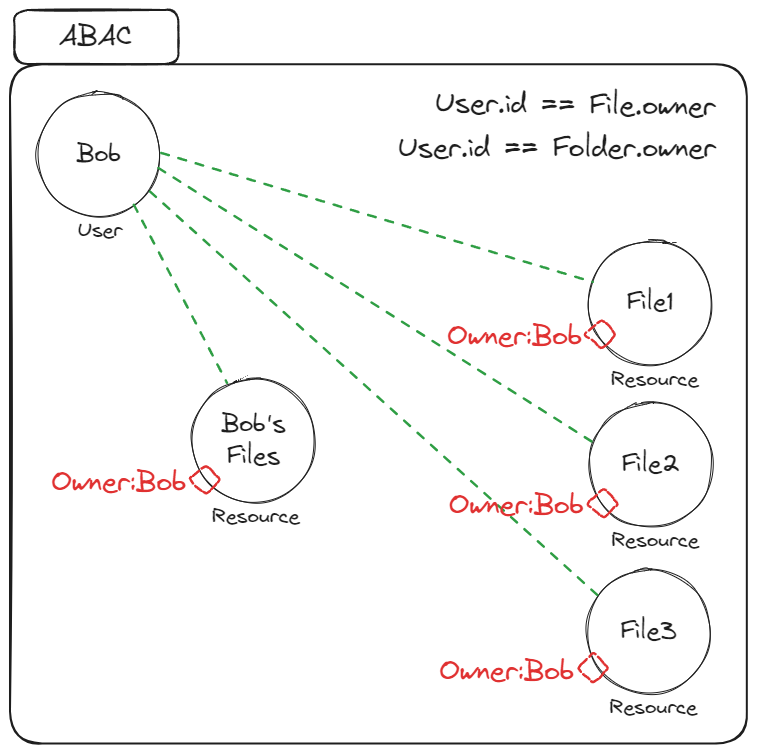 ABAC
User.id == File.owner
User.id == Folder.owner
Bob
User
File1
Owner:Bob
Resource
Bob's
Files
Owner:Bob
Resource
File2
Owner:Bob
Resource
File3
Owner:Bob
Resource